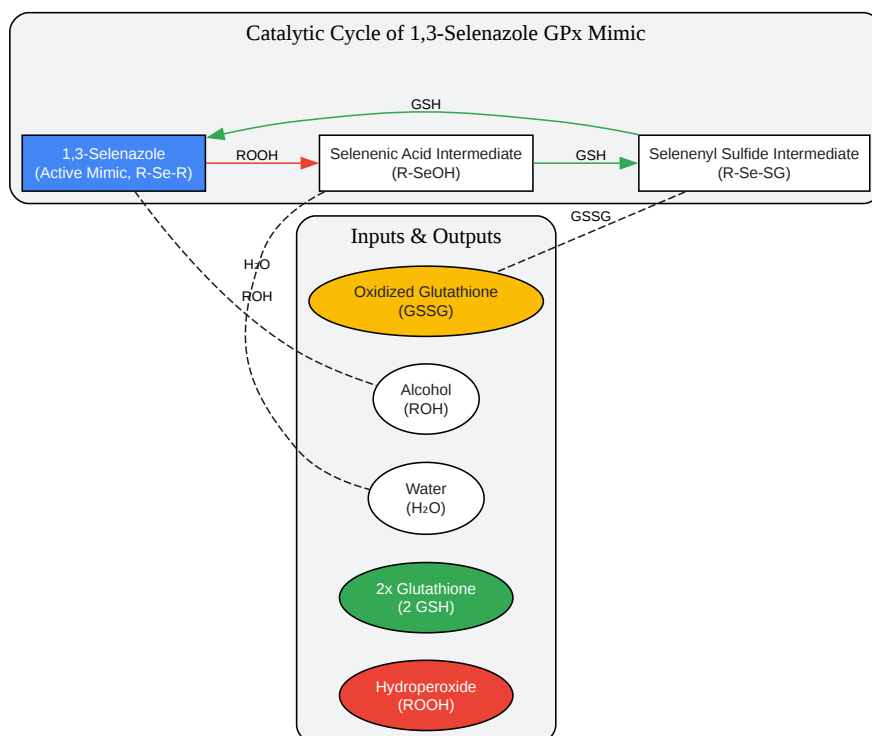 Catalytic Cycle of 1,3-Selenazole GPx Mimic
GSH
1,3-Selenazole
(Active Mimic, R-Se-R)
ROOH
Selenenic Acid Intermediate
(R-SeOH)
GSH
Selenenyl Sulfide Intermediate
(R-Se-SG)
GSSG
Inputs & Outputs
H₂O
ROH
Oxidized Glutathione
(GSSG)
Alcohol
(ROH)
Water
(H₂O)
2x Glutathione
(2 GSH)
Hydroperoxide
(ROOH)